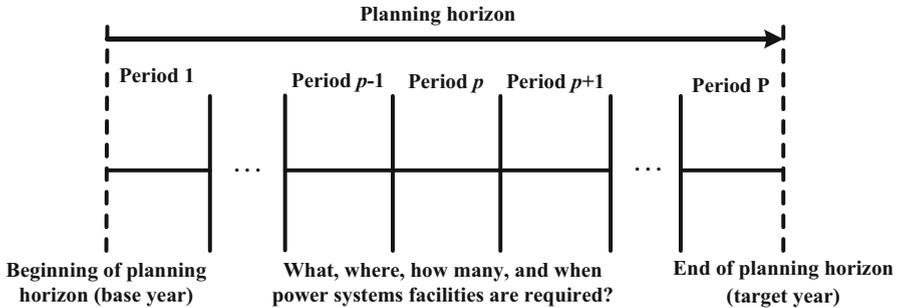 Planning horizon
Period 1
Period p-1
Period p
Period p+1
Period P
...
...
Beginning of planning
horizon (base year)
What, where, how many, and when
power systems facilities are required?
End of planning horizon
(target year)